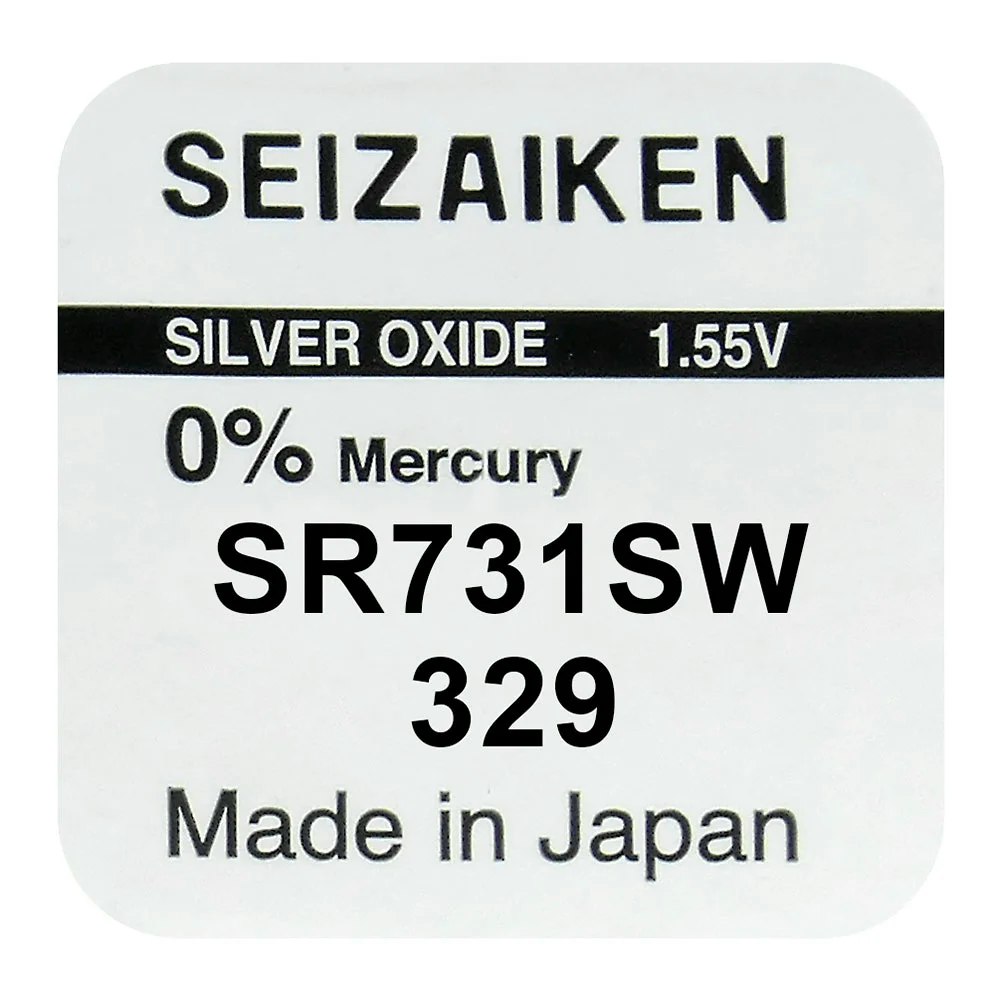 SEIZAIKEN
SILVER OXIDE 1.55V
0% Mercury
SR731SW
329
Made in Japan